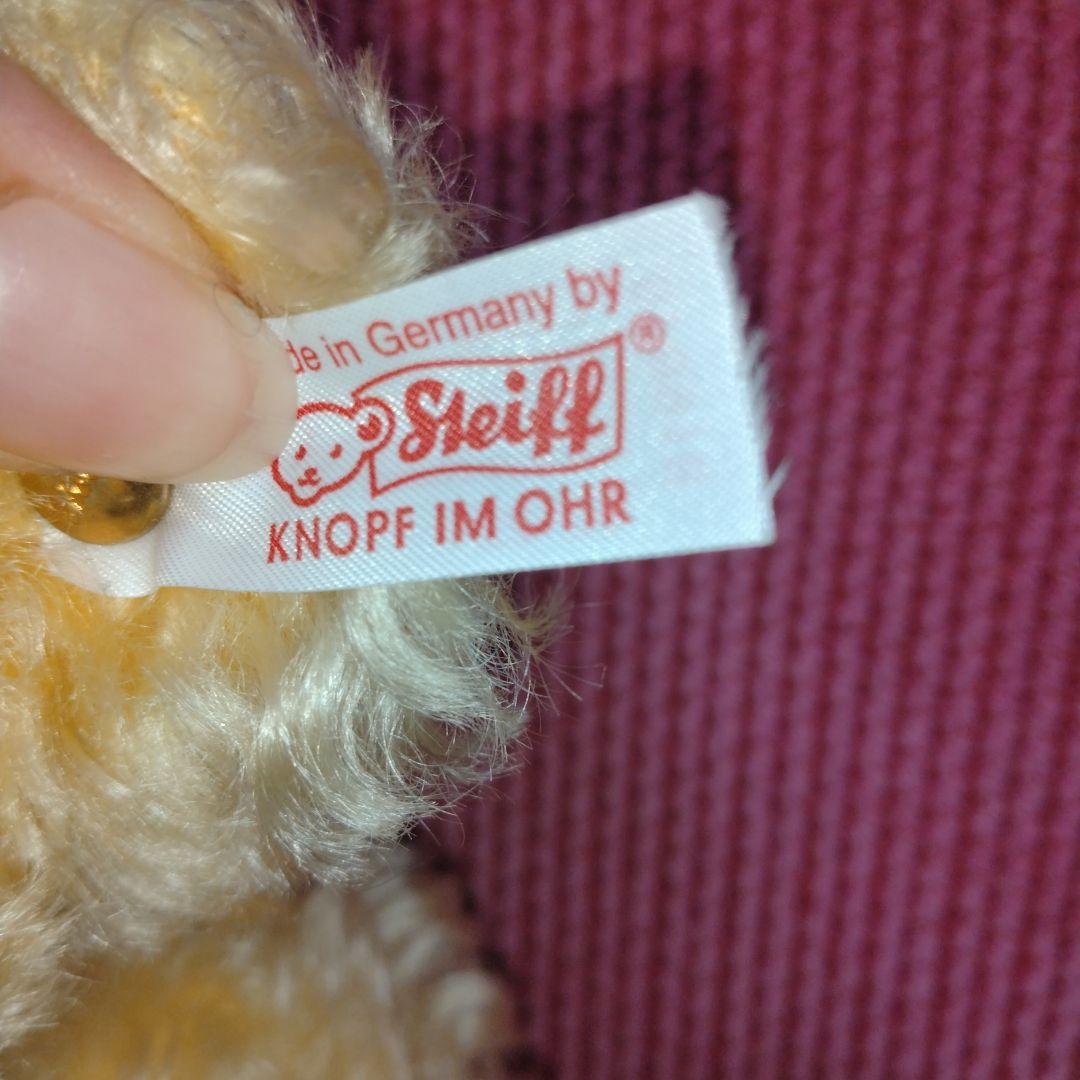 de in Germany by
Steiff®
KNOPF IM OHR